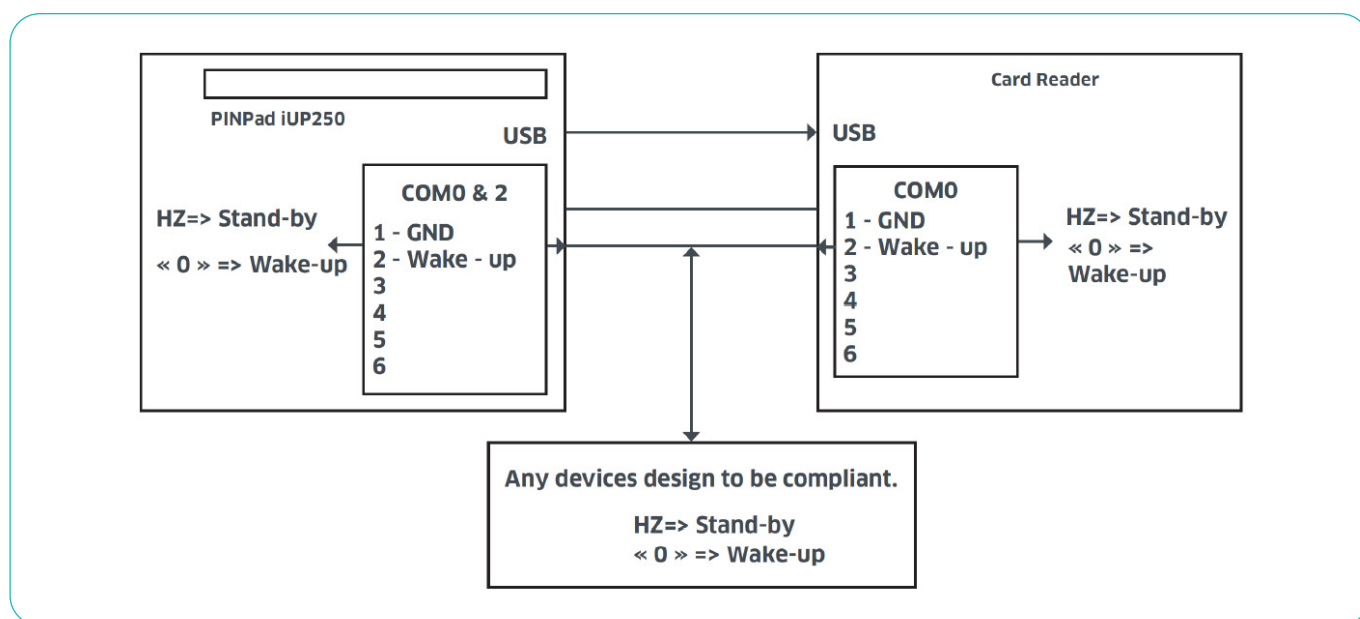 PINPad iUP250
USB
COM0 & 2
1 - GND
2 - Wake - up
3
4
5
6
HZ=> Stand-by
« 0 » => Wake-up
Card Reader
USB
COM0
1 - GND
2 - Wake - up
3
4
5
6
HZ=> Stand-by
« 0 » =>
Wake-up
Any devices design to be compliant.
HZ=> Stand-by
« 0 » => Wake-up